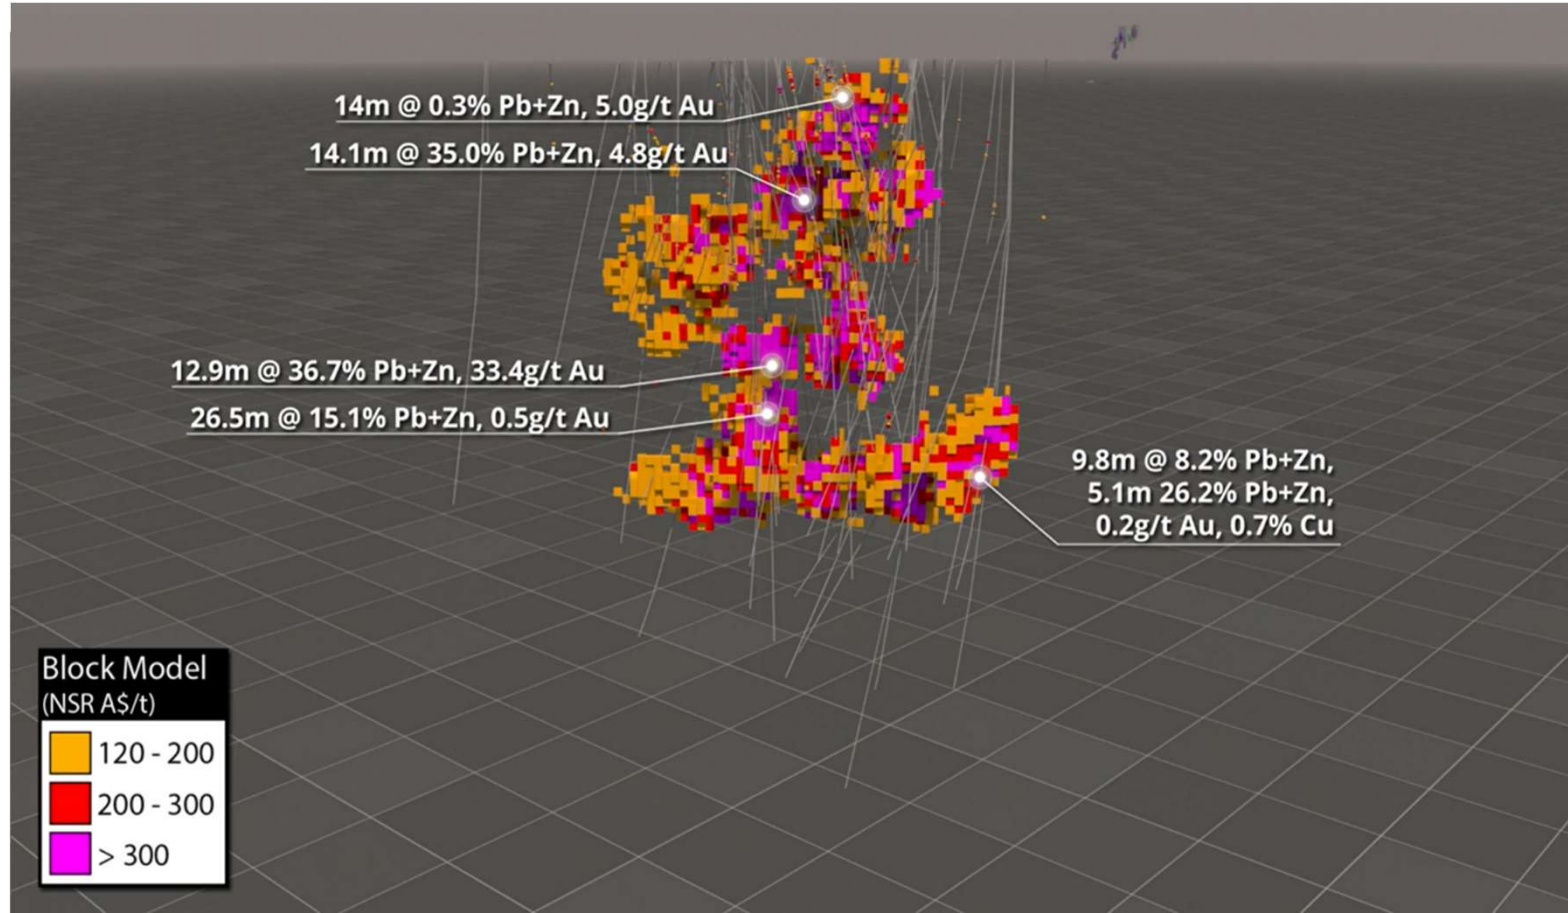 14m @ 0.3% Pb+Zn, 5.0g/t Au
14.1m @ 35.0% Pb+Zn, 4.8g/t Au
12.9m @ 36.7% Pb+Zn, 33.4g/t Au
26.5m @ 15.1% Pb+Zn, 0.5g/t Au
9.8m @ 8.2% Pb+Zn,
5.1m 26.2% Pb+Zn,
0.2g/t Au, 0.7% Cu
Block Model
(NSR A$/t)
120 - 200
200 - 300
> 300